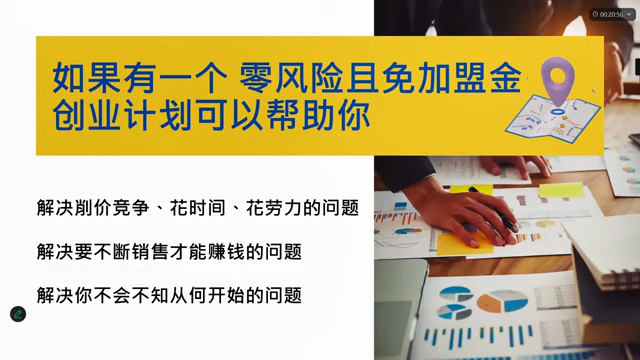 00:20:50
如果有一个 零风险且免加盟金
创业计划可以帮助你
解决削价竞争、花时间、花劳力的问题
解决要不断销售才能赚钱的问题
解决你不会不知从何开始的问题